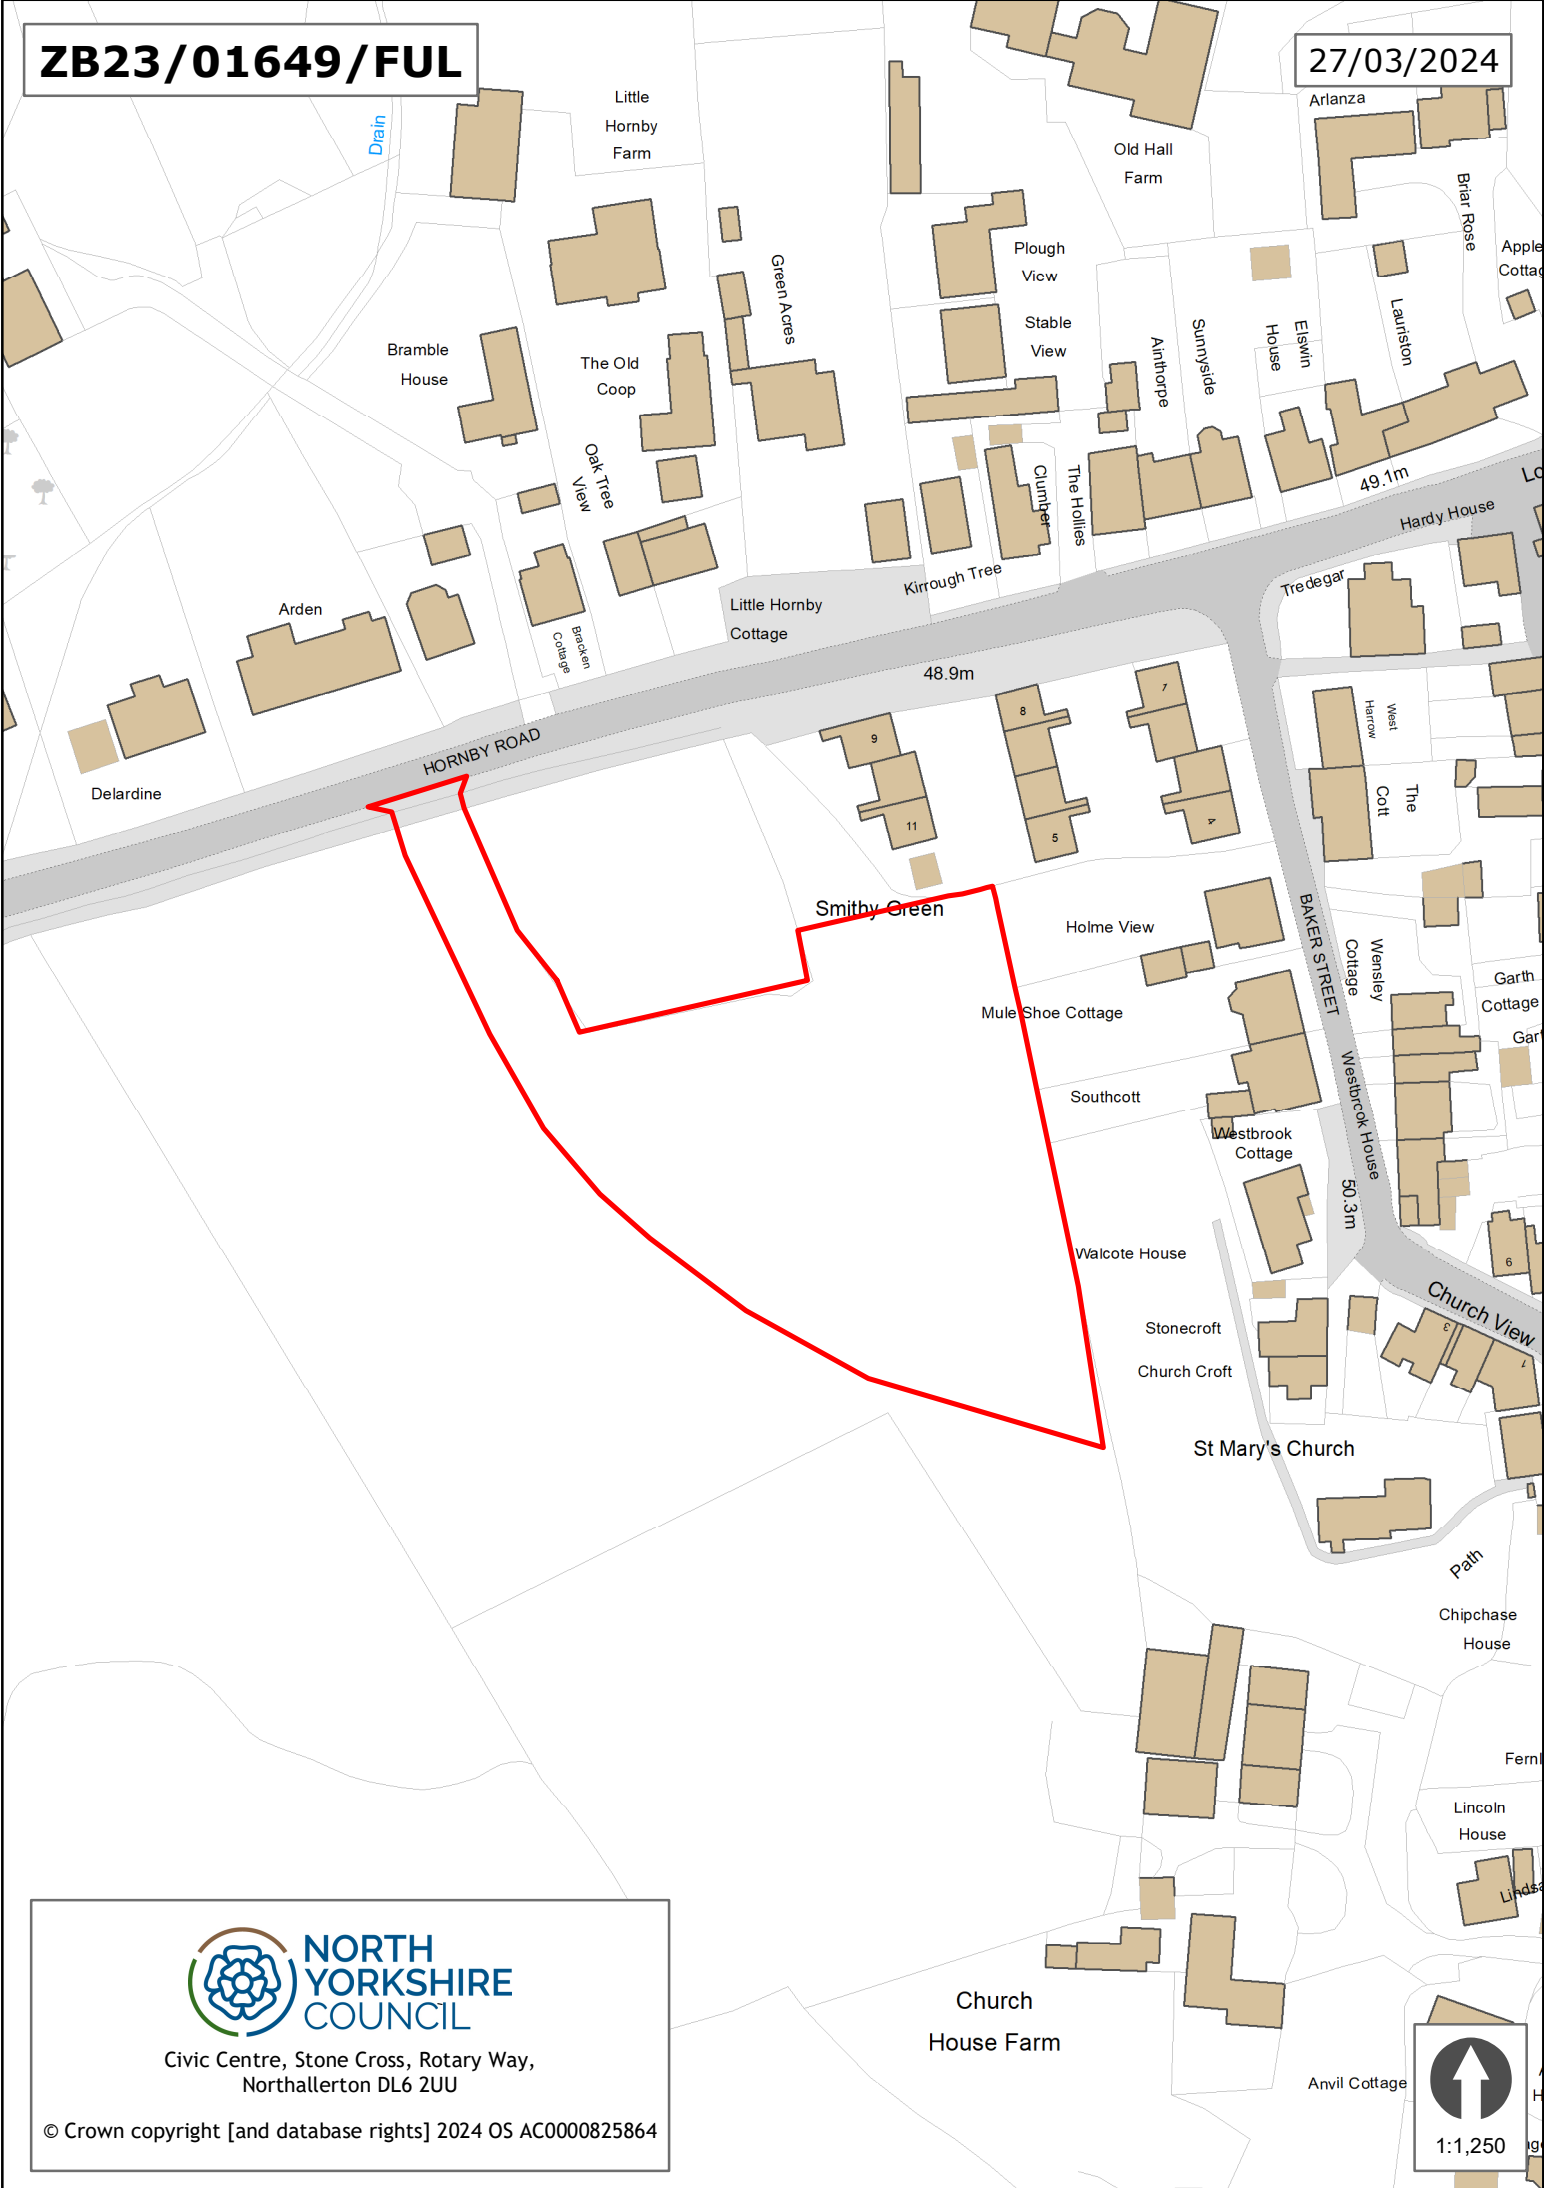 ZB23/01649/FUL
27/03/2024
Drain
Little
Hornby
Farm
Old Hall
Farm
Arlanza
Briar Rose
Green Acres
Plough
View
Stable
View
Ainthorpe
Sunnyside
Elswin
House
Lauriston
Bramble
House
The Old
Coop
Oak Tree
View
Clumber
The Hollies
49.1m
Hardy House
Kirrough Tree
Tredegar
Arden
Bracken
Cottage
Little Hornby
Cottage
48.9m
HORNBY ROAD
Delardine
9
11
8
5
7
4
West
Harrow
The
Cott
Smithy Green
Holme View
BAKER STREET
Wensley
Cottage
Garth
Cottage
Mule Shoe Cottage
Southcott
Westbrook
Cottage
Westbrook House
50.3m
Walcote House
6
Church View
Stonecroft
3
1
Church Croft
St Mary's Church
Path
Chipchase
House
Lincoln
House
Church
House Farm
Anvil Cottage
NORTH
YORKSHIRE
COUNCIL
Civic Centre, Stone Cross, Rotary Way,
Northallerton DL6 2UU
© Crown copyright [and database rights] 2024 OS AC0000825864
1:1,250